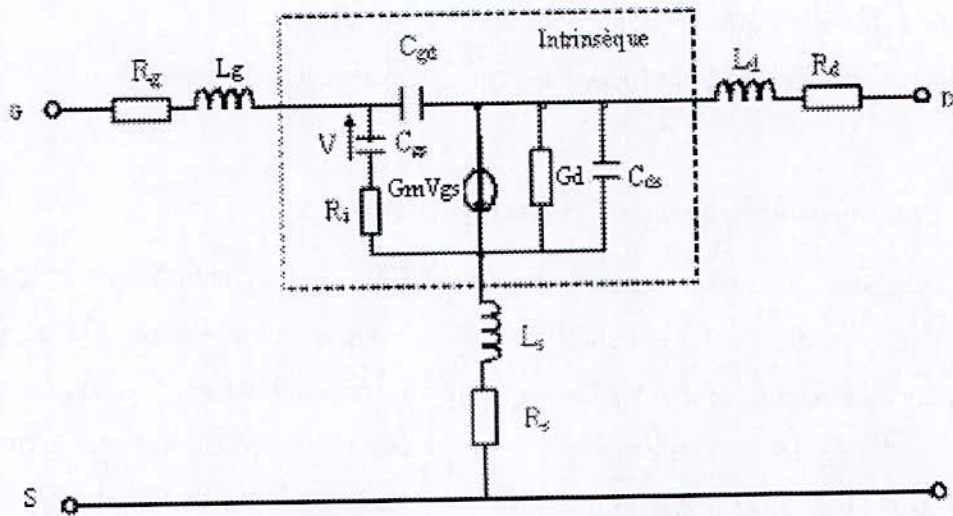 Intrinsèque
Cgd
Rg Lg Ld Rd
G D
V Cgs GmVgs Gd Cds
Ri
Ls
Rs
S